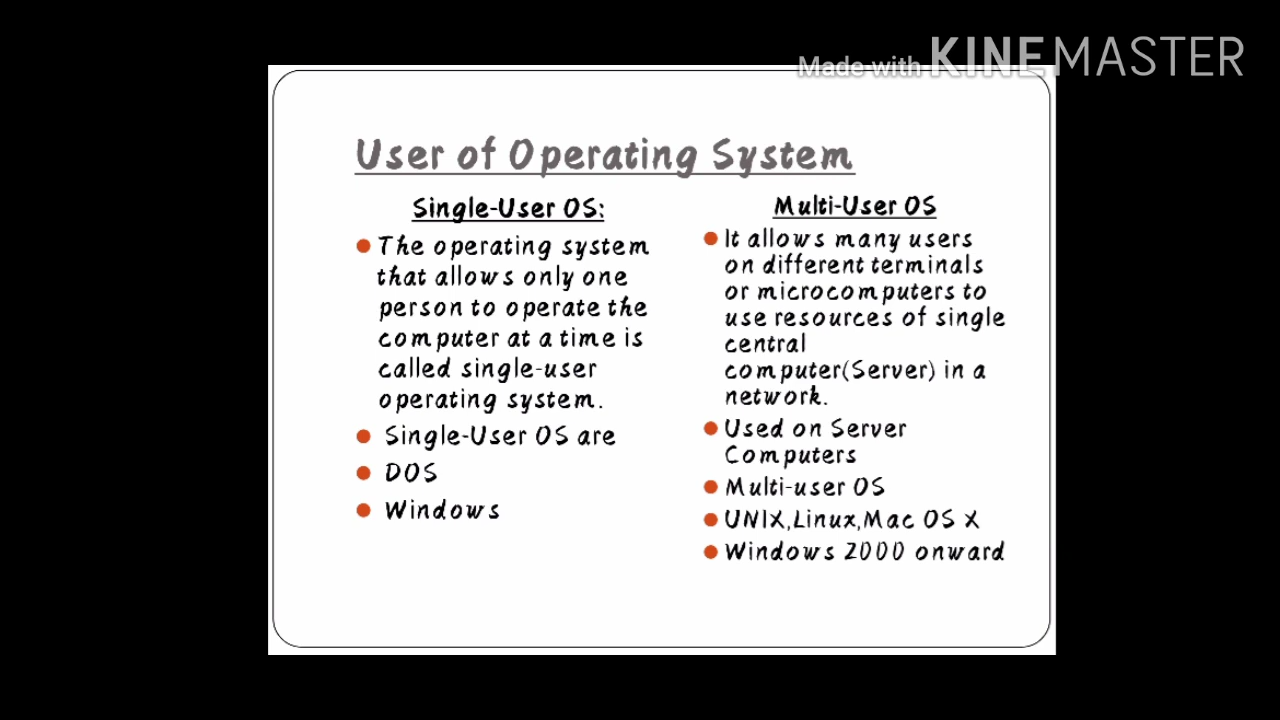 Made with KINEMASTER
User of Operating System
Single-User OS:
The operating system
that allows only one
person to operate the
computer at a time is
called single-user
operating system.
Single-User OS are
DOS
Windows
Multi-User OS
It allows many users
on different terminals
or microcomputers to
use resources of single
central
computer(Server) in a
network.
Used on Server
Computers
Multi-user OS
UNIX,Linux,Mac OS X
Windows 2000 onward